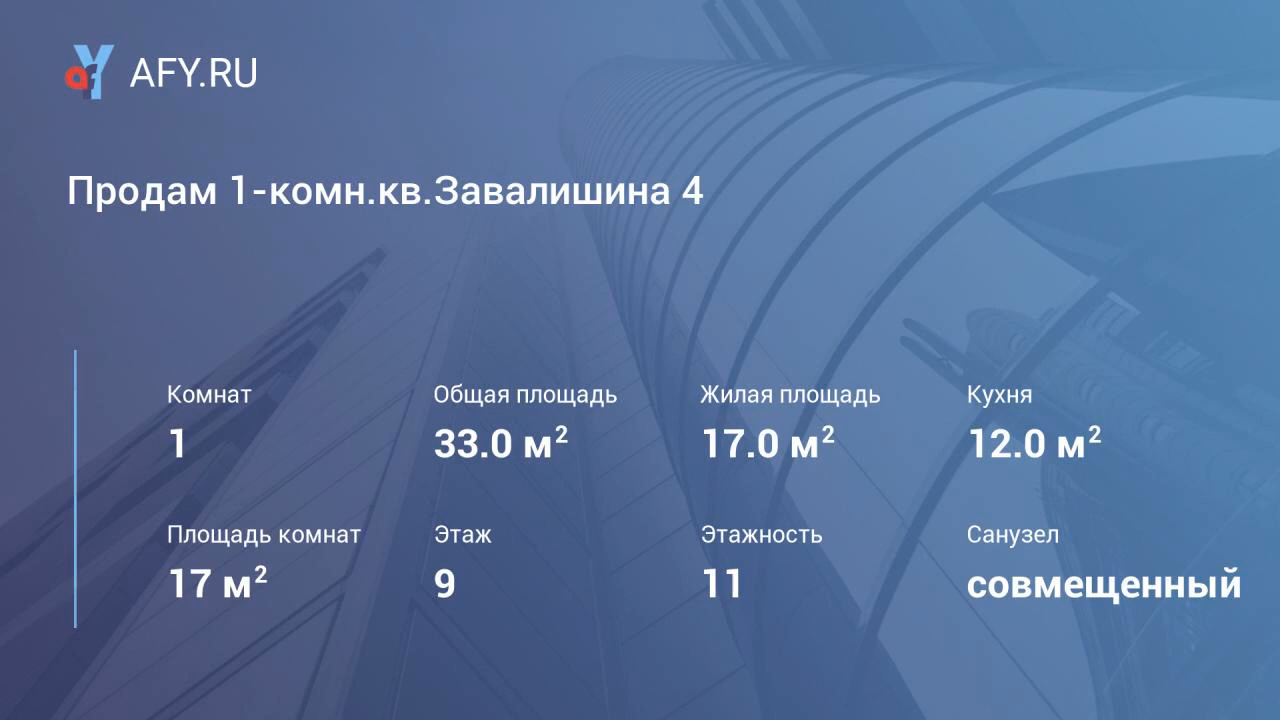 afy AFY.RU
Продам 1-комн.кв.Завалишина 4
Комнат Общая площадь Жилая площадь Кухня
1 33.0 м² 17.0 м² 12.0 м²
Площадь комнат Этаж Этажность Санузел
17 м² 9 11 совмещенный